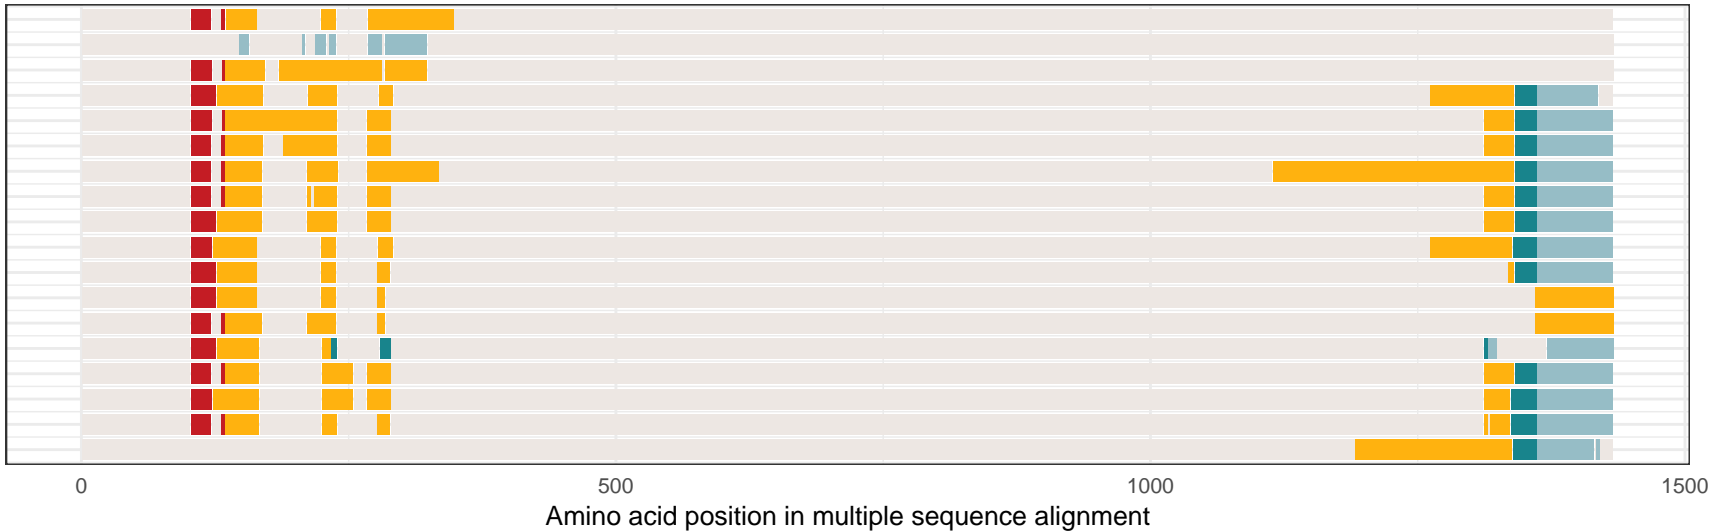 0 500 1000 1500
Amino acid position in multiple sequence alignment